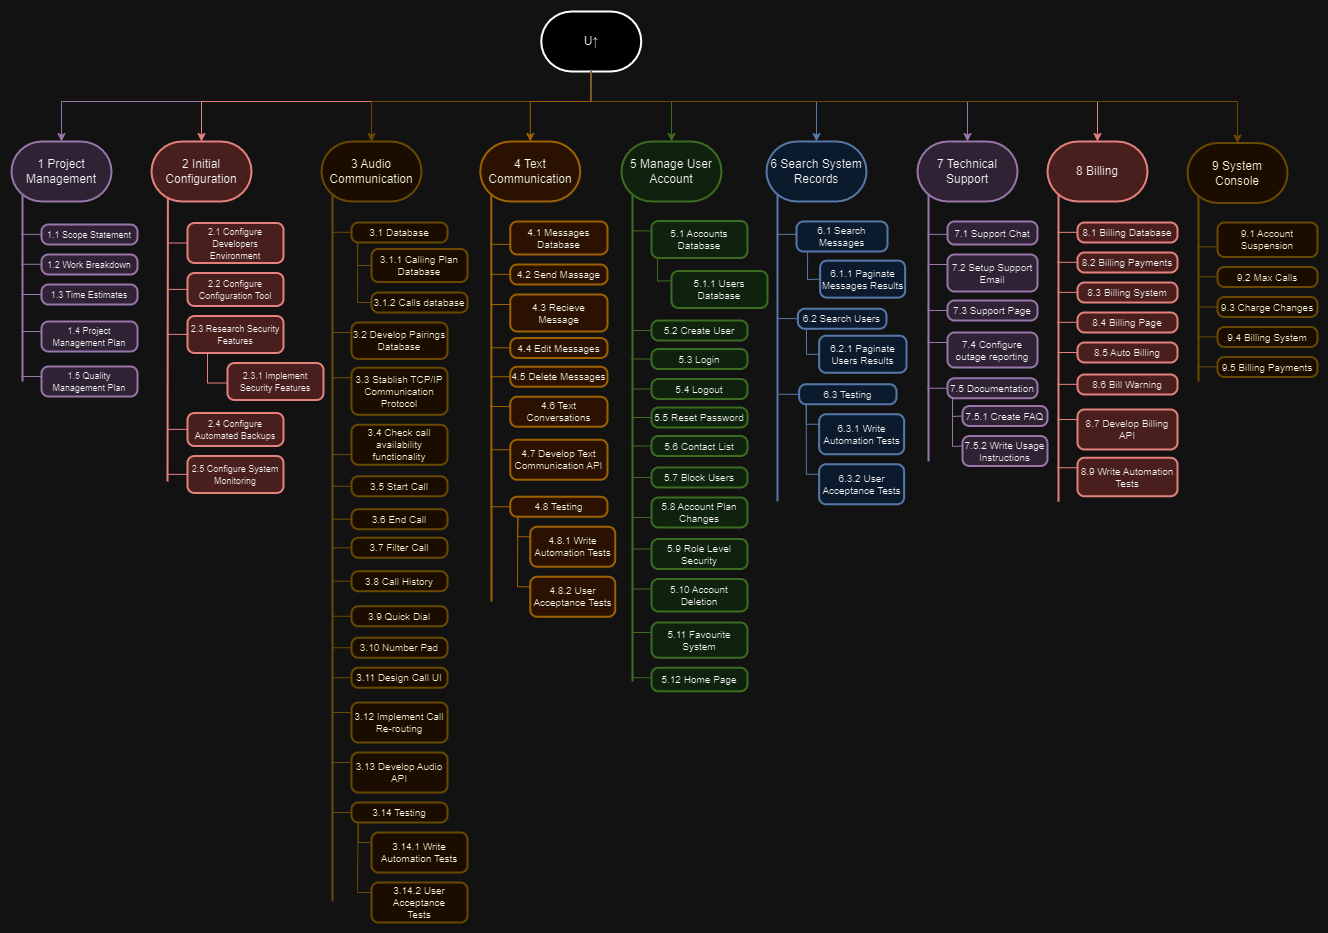 U↑
1 Project
Management
1.1 Scope Statement
1.2 Work Breakdown
1.3 Time Estimates
1.4 Project
Management Plan
1.5 Quality
Management Plan
2 Initial
Configuration
2.1 Configure
Developers
Environment
2.2 Configure
Configuration Tool
2.3 Research Security
Features
2.3.1 Implement
Security Features
2.4 Configure
Automated Backups
2.5 Configure System
Monitoring
3 Audio
Communication
3.1 Database
3.1.1 Calling Plan
Database
3.1.2 Calls database
3.2 Develop Pairings
Database
3.3 Stablish TCP/IP
Communication
Protocol
3.4 Check call
availability
functionality
3.5 Start Call
3.6 End Call
3.7 Filter Call
3.8 Call History
3.9 Quick Dial
3.10 Number Pad
3.11 Design Call UI
3.12 Implement Call
Re-routing
3.13 Develop Audio
API
3.14 Testing
3.14.1 Write
Automation Tests
3.14.2 User
Acceptance
Tests
4 Text
Communication
4.1 Messages
Database
4.2 Send Massage
4.3 Recieve
Message
4.4 Edit Messages
4.5 Delete Messages
4.6 Text
Conversations
4.7 Develop Text
Communication API
4.8 Testing
4.8.1 Write
Automation Tests
4.8.2 User
Acceptance Tests
5 Manage User
Account
5.1 Accounts
Database
5.1.1 Users
Database
5.2 Create User
5.3 Login
5.4 Logout
5.5 Reset Password
5.6 Contact List
5.7 Block Users
5.8 Account Plan
Changes
5.9 Role Level
Security
5.10 Account
Deletion
5.11 Favourite
System
5.12 Home Page
6 Search System
Records
6.1 Search
Messages
6.1.1 Paginate
Messages Results
6.2 Search Users
6.2.1 Paginate
Users Results
6.3 Testing
6.3.1 Write
Automation Tests
6.3.2 User
Acceptance Tests
7 Technical
Support
7.1 Support Chat
7.2 Setup Support
Email
7.3 Support Page
7.4 Configure
outage reporting
7.5 Documentation
7.5.1 Create FAQ
7.5.2 Write Usage
Instructions
8 Billing
8.1 Billing Database
8.2 Billing Payments
8.3 Billing System
8.4 Billing Page
8.5 Auto Billing
8.6 Bill Warning
8.7 Develop Billing
API
8.9 Write Automation
Tests
9 System
Console
9.1 Account
Suspension
9.2 Max Calls
9.3 Charge Changes
9.4 Billing System
9.5 Billing Payments